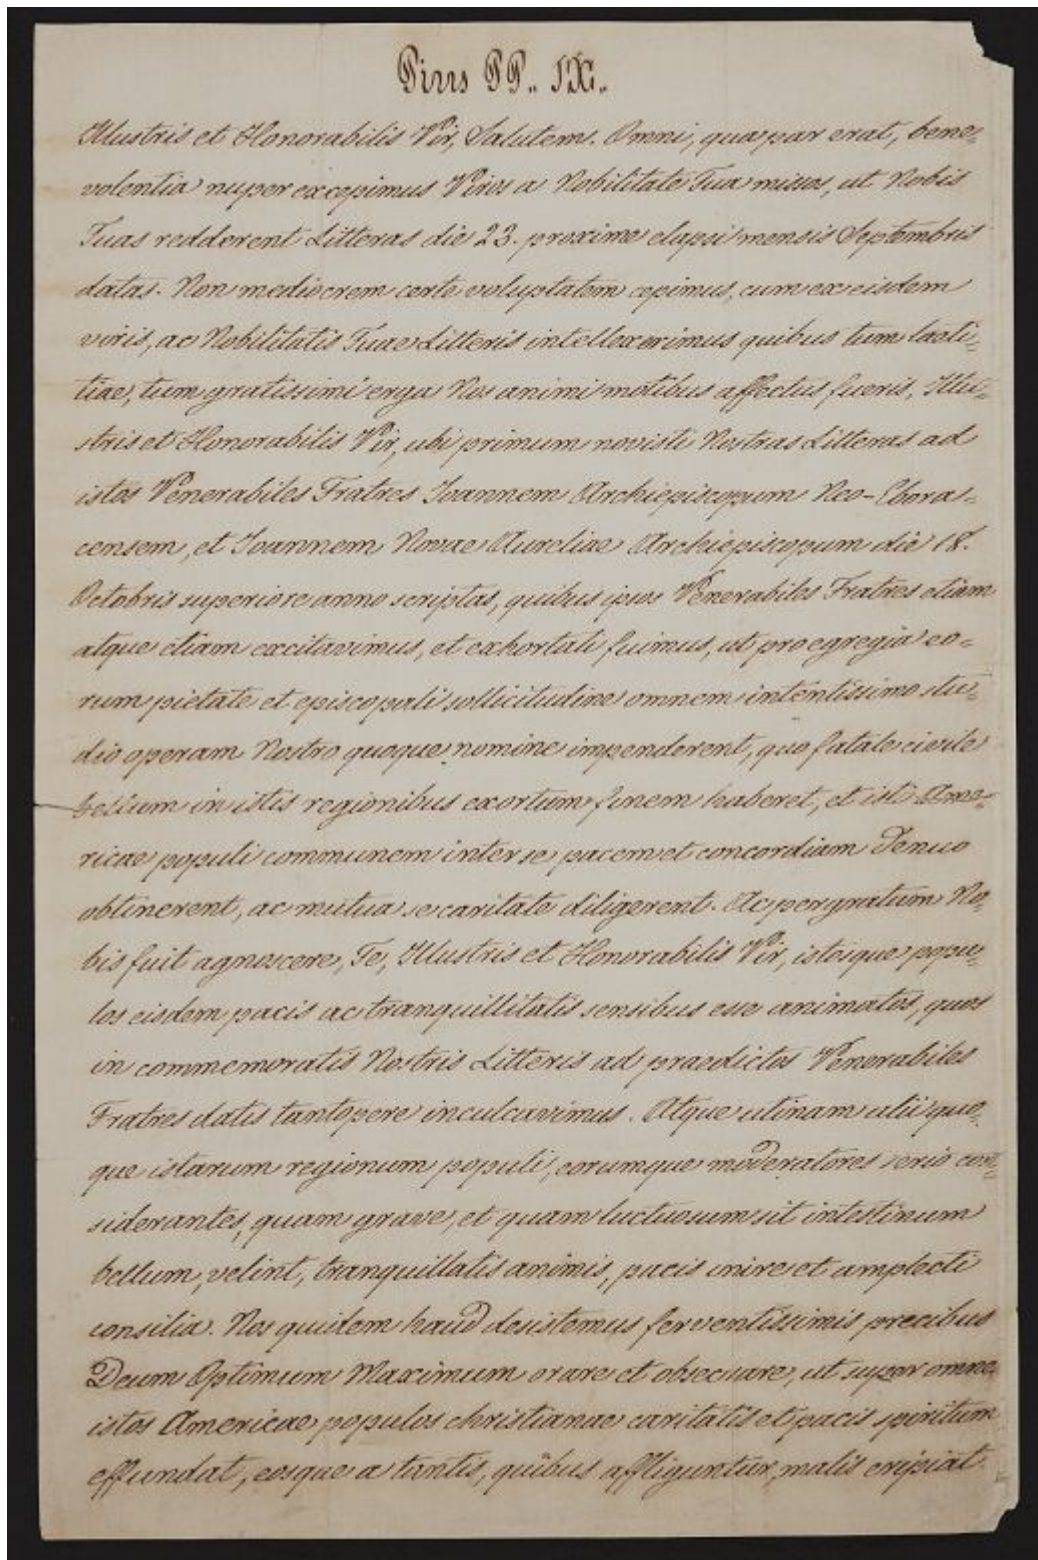 Pius PP.. IX..
Illustris et Honorabilis Vir, Salutem. Omni, qua par erat, bene„
volentia nuper excepimus Viros a Nobilitate Tua missos, ut Nobis
Tuas redderent Litteras die 23. proxime elapsi mensis Septembris
datas. Non mediocrem certe voluptatem cepimus, cum ex eisdem
viris, ac Nobilitatis Tuae Litteris intellexerimus quibus tum laeti„
tiae, tum gratissimi erga Nos animi motibus affectus fueris, Illu„
stris et Honorabilis Vir, ubi primum novisti Nostras Litteras ad
istos Venerabiles Fratres Ioannem Archiepiscopum Neo-Ebora„
censem, et Ioannem Novae Aureliae Archiepiscopum die 18.
Octobris superiore anno scriptas, quibus ipsos Venerabiles Fratres etiam
atque etiam excitavimus, et exhortati fuimus, ut pro egregia eo„
rum pietate et episcopali sollicitudine omnem intentissimo stu„
dio operam Nostro quoque nomine impenderent, quo fatale civile
bellum in istis regionibus exortum finem haberet, et isti Ame„
ricae populi communem inter se pacem et concordiam Denuo
obtinerent, ac mutua se caritate diligerent. Ac pergratum No„
bis fuit agnoscere, Te, Illustris et Honorabilis Vir, istosque popu„
los eisdem pacis ac tranquillitatis sensibus esse animatos, quos
in commemoratis Nostris Litteris ad praedictos Venerabiles
Fratres datis tantopere inculcavimus. Atque utinam alii quo„
que istarum regionum populi, eorumque moderatores serio con„
siderantes, quam grave, et quam luctuosum sit intestinum
bellum, velint, tranquillatis animis, pacis inire et amplecti
consilia. Nos quidem haud desistemus ferventissimis precibus
Deum Optimum Maximum orare et obsecrare, ut super omnes
istos Americae populos christianae caritatis et pacis spiritum
effundat, eosque a tantis, quibus affliguntur, malis eripiat